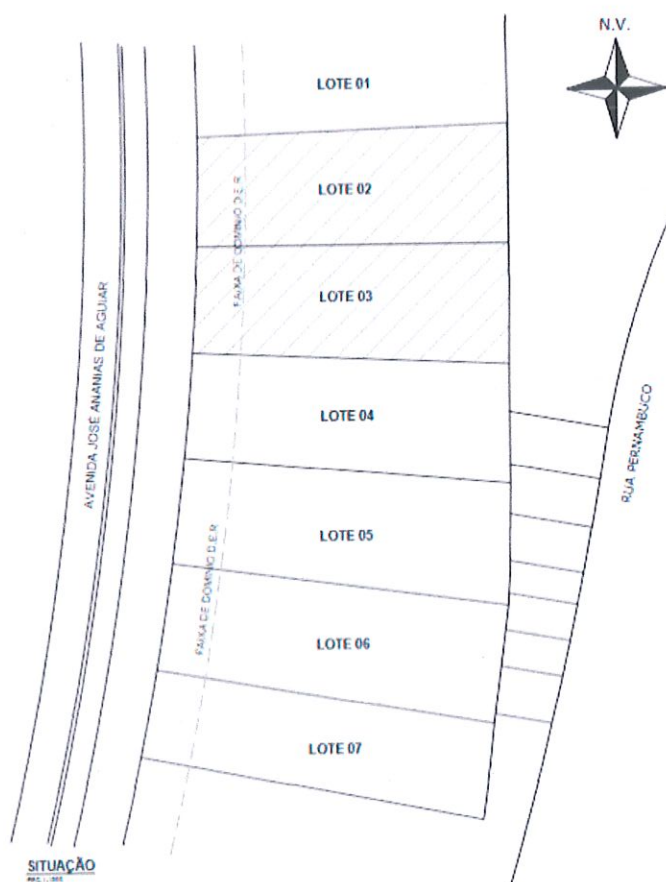 N.V.
LOTE 01
LOTE 02
FAIXA DE DOMINIO D.E.R
LOTE 03
AVENIDA JOSÉ ANANIAS DE AGUIAR
LOTE 04
RUA PERNAMBUCO
LOTE 05
FAIXA DE DOMINIO D.E.R
LOTE 06
LOTE 07
SITUAÇÃO